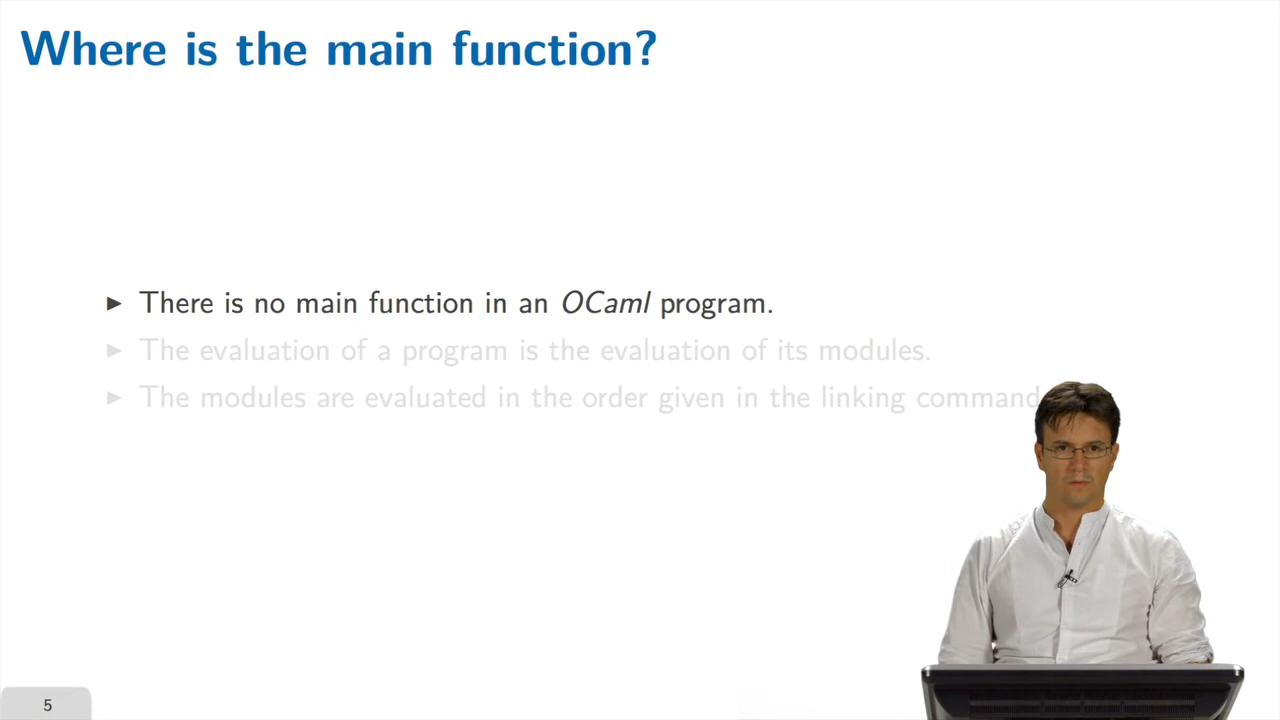 Where is the main function?
▶ There is no main function in an OCaml program.
▶ The evaluation of a program is the evaluation of its modules.
▶ The modules are evaluated in the order given in the linking command
5